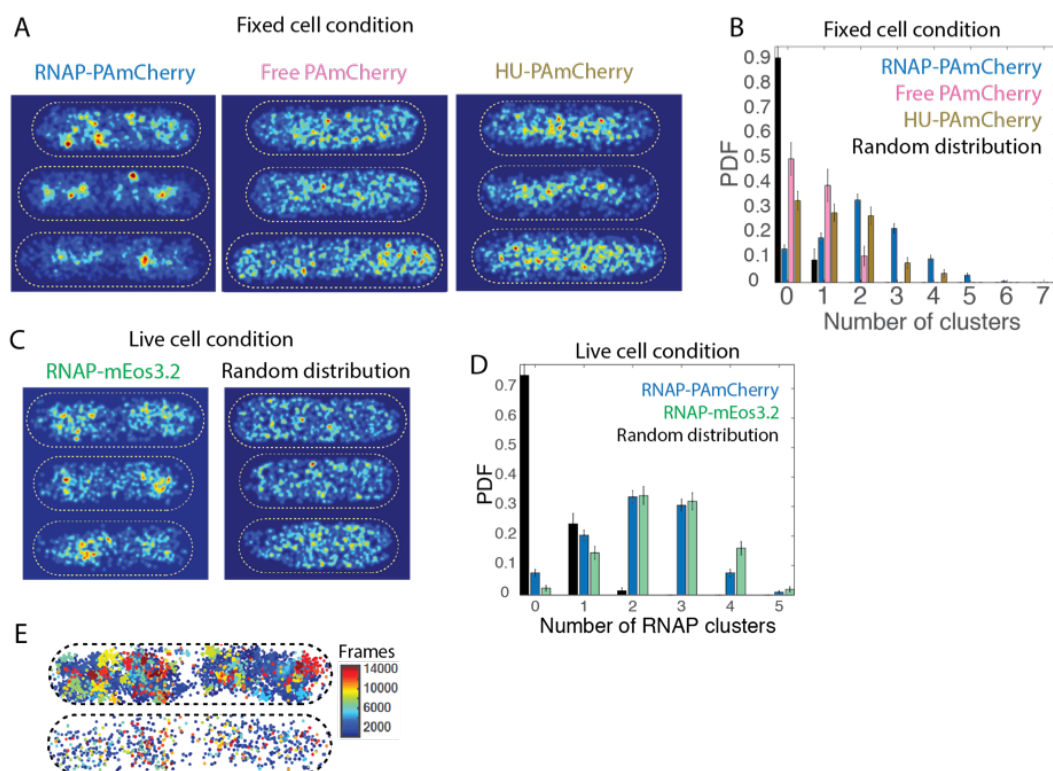 A
Fixed cell condition
RNAP-PAmCherry
Free PAmCherry
HU-PAmCherry
B
Fixed cell condition
RNAP-PAmCherry
Free PAmCherry
HU-PAmCherry
Random distribution
PDF
0.9
0.8
0.7
0.6
0.5
0.4
0.3
0.2
0.1
0
0 1 2 3 4 5 6 7
Number of clusters
C
Live cell condition
RNAP-mEos3.2
Random distribution
D
Live cell condition
RNAP-PAmCherry
RNAP-mEos3.2
Random distribution
PDF
0.7
0.6
0.5
0.4
0.3
0.2
0.1
0
0 1 2 3 4 5
Number of RNAP clusters
E
Frames
14000
10000
6000
2000